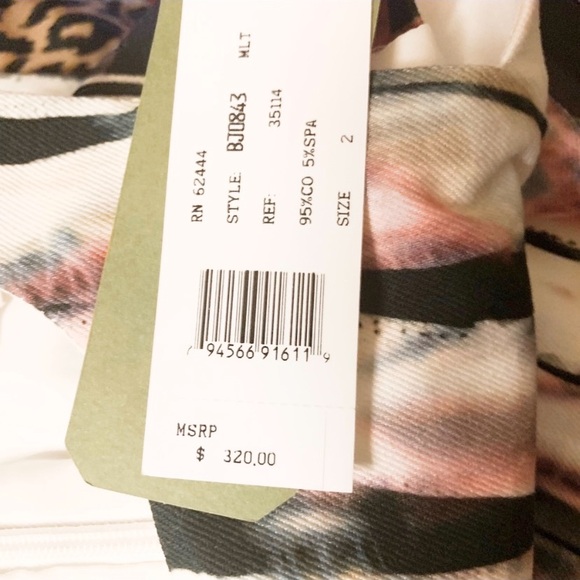 RN 62444
STYLE: BJ0843 MLT
REF: 35114
95%CO 5%SPA
SIZE 2
94566 91611 9
MSRP
$ 320.00